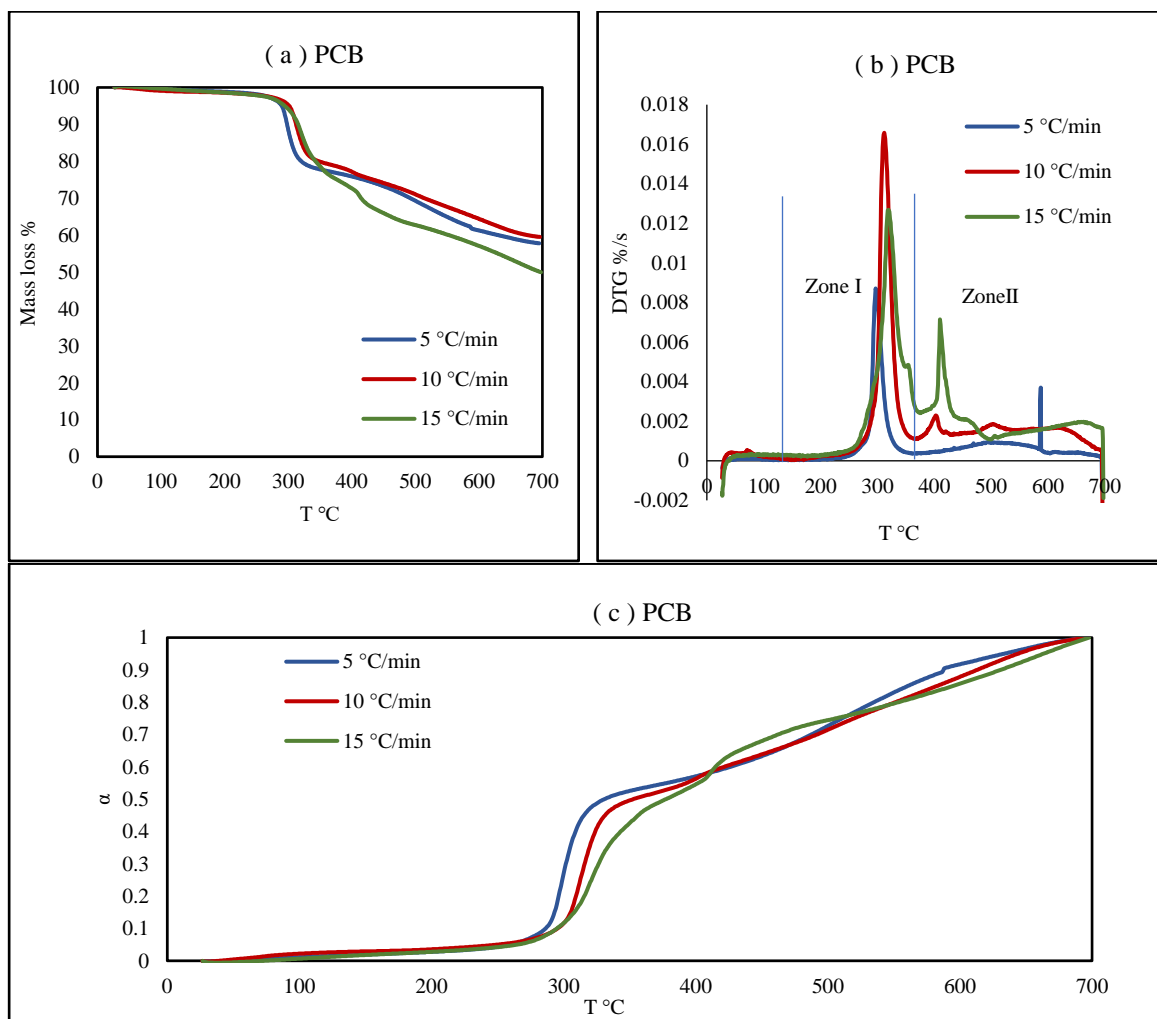 ( a ) PCB
100
90
80
70
60
50
40
30
20
10
0
Mass loss %
0 100 200 300 400 500 600 700
T °C
5 °C/min
10 °C/min
15 °C/min
( b ) PCB
0.018
0.016
0.014
0.012
0.01
0.008
0.006
0.004
0.002
0
-0.002
DTG %/s
0 100 200 300 400 500 600 700
T °C
5 °C/min
10 °C/min
15 °C/min
Zone I
ZoneII
( c ) PCB
1
0.9
0.8
0.7
0.6
0.5
0.4
0.3
0.2
0.1
0
α
0 100 200 300 400 500 600 700
T °C
5 °C/min
10 °C/min
15 °C/min